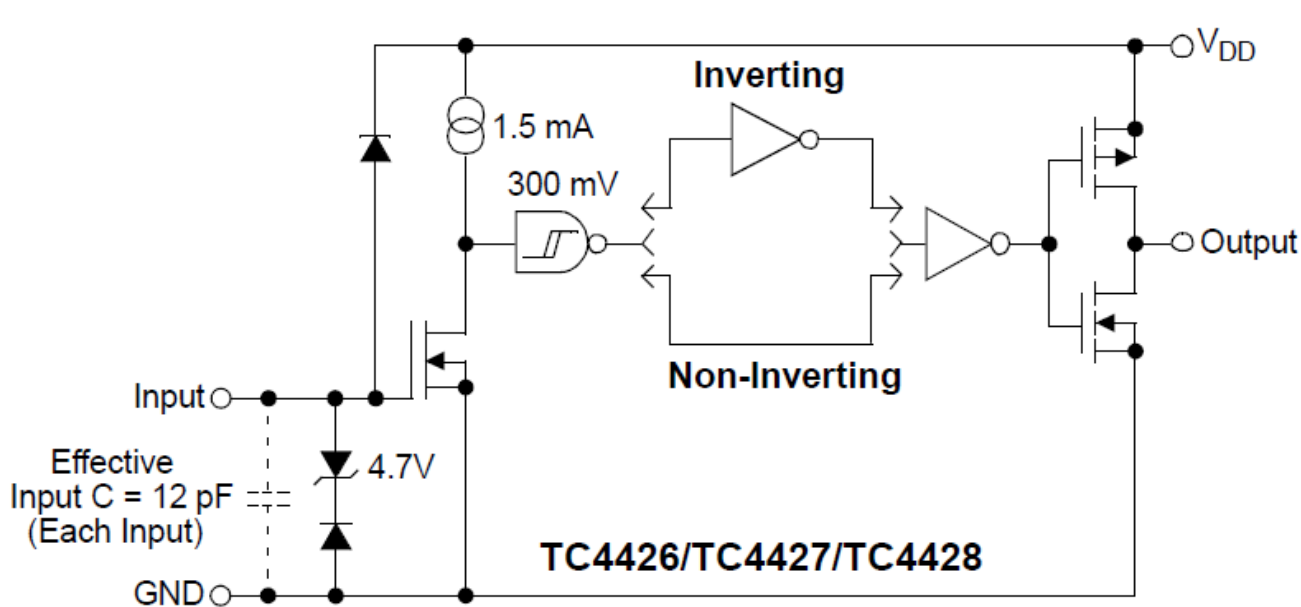 VDD
Inverting
1.5 mA
300 mV
Output
Non-Inverting
Input
4.7V
Effective
Input C = 12 pF
(Each Input)
TC4426/TC4427/TC4428
GND